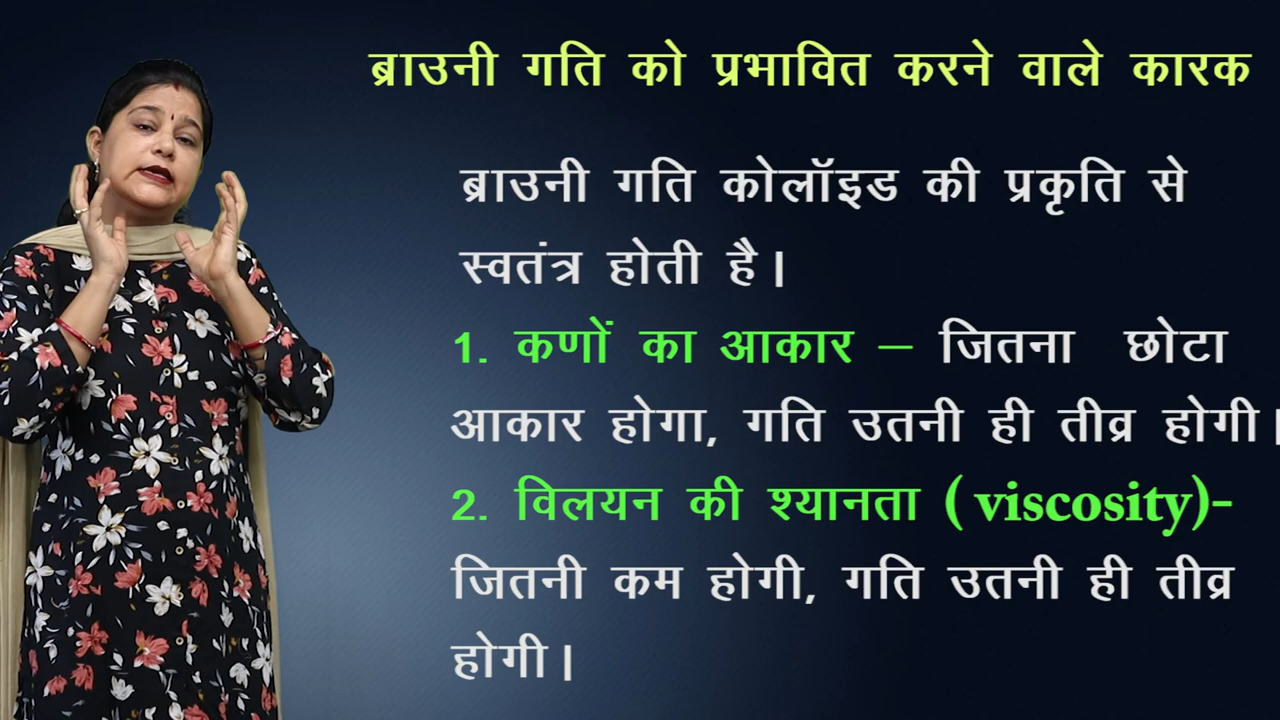 ब्राउनी गति को प्रभावित करने वाले कारक
ब्राउनी गति कोलॉइड की प्रकृति से
स्वतंत्र होती है।
1. कणों का आकार – जितना छोटा
आकार होगा, गति उतनी ही तीव्र होगी।
2. विलयन की श्यानता ( viscosity)-
जितनी कम होगी, गति उतनी ही तीव्र
होगी।